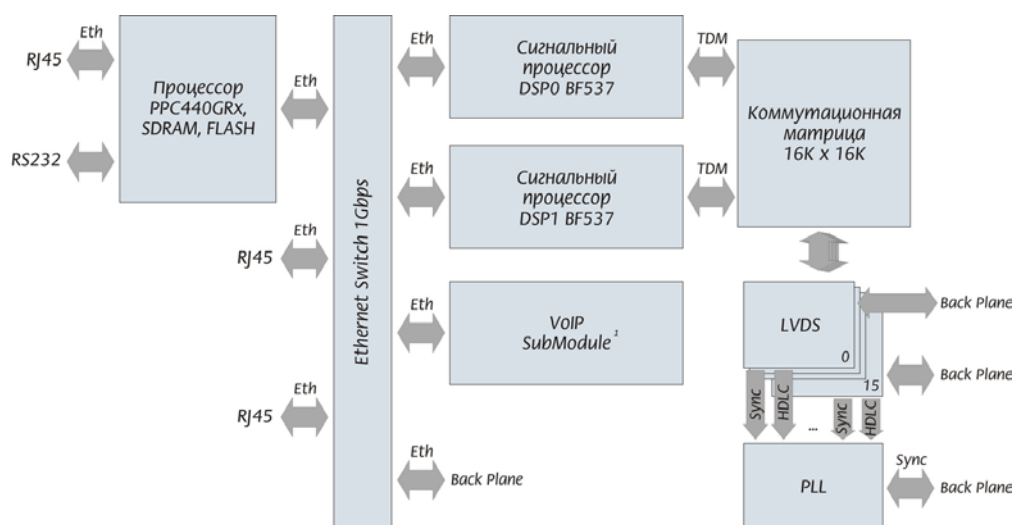 Eth
RJ45
RS232
Процессор
PPC440GRx,
SDRAM, FLASH
Eth
Eth
RJ45
Eth
RJ45
Ethernet Switch 1Gbps
Eth
Сигнальный
процессор
DSP0 BF537
TDM
Eth
Сигнальный
процессор
DSP1 BF537
TDM
Коммутационная
матрица
16K x 16K
Eth
VoIP
SubModule¹
Eth
Back Plane
LVDS
0
15
Back Plane
Back Plane
Sync
HDLC
...
Sync
HDLC
PLL
Sync
Back Plane